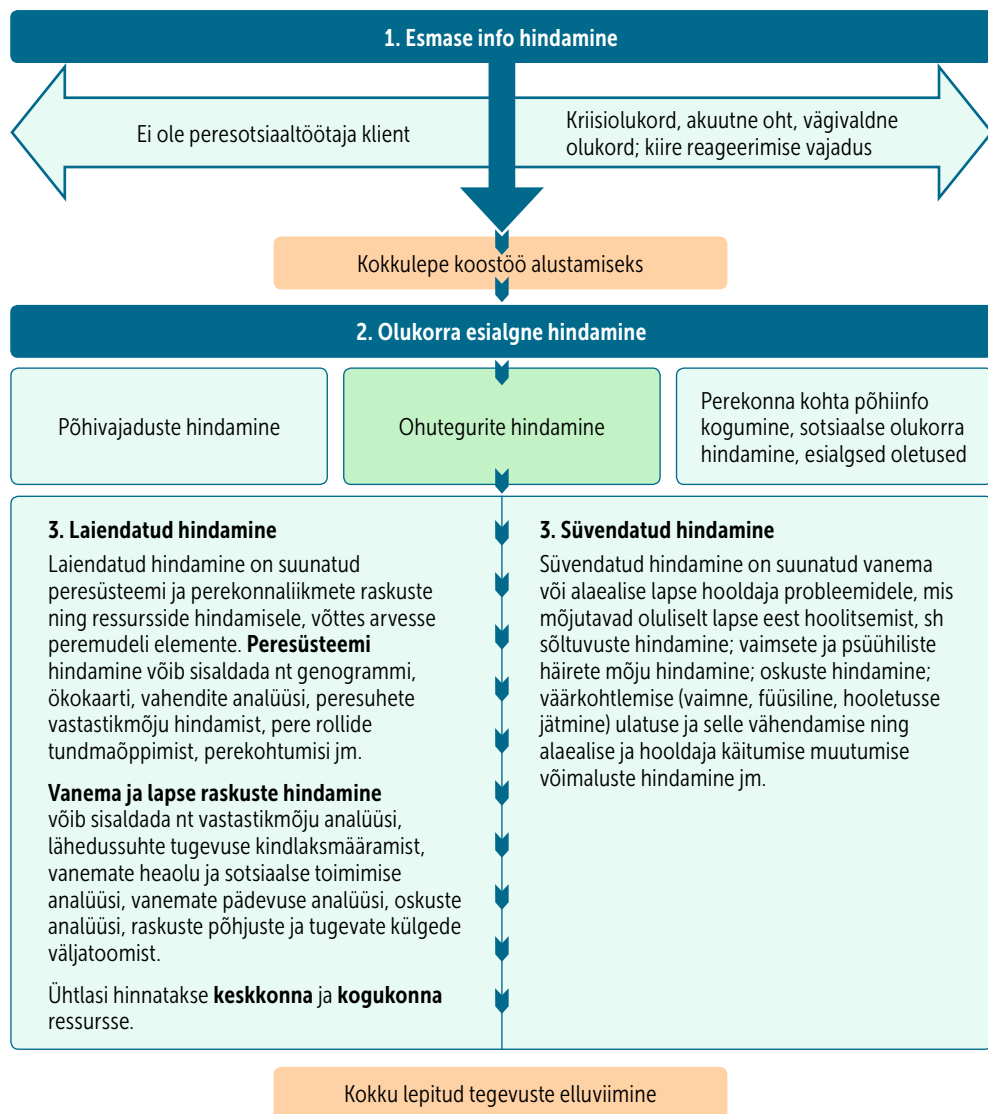 1. Esmase info hindamine
Ei ole peresotsiaaltöötaja klient
Kriisiolukord, akuutne oht, vägivaldne
olukord; kiire reageerimise vajadus
Kokkulepe koostöö alustamiseks
2. Olukorra esialgne hindamine
Põhivajaduste hindamine
Ohutegurite hindamine
Perekonna kohta põhiinfo
kogumine, sotsiaalse olukorra
hindamine, esialgsed oletused
3. Laiendatud hindamine
Laiendatud hindamine on suunatud
peresüsteemi ja perekonnaliikmete raskuste
ning ressursside hindamisele, võttes arvesse
peremudeli elemente. Peresüsteemi
hindamine võib sisaldada nt genogrammi,
ökokaarti, vahendite analüüsi, peresuhete
vastastikmõju hindamist, pere rollide
tundmaõppimist, perekohtumisi jm.
Vanema ja lapse raskuste hindamine
võib sisaldada nt vastastikmõju analüüsi,
lähedussuhte tugevuse kindlaksmääramist,
vanemate heaolu ja sotsiaalse toimimise
analüüsi, vanemate pädevuse analüüsi, oskuste
analüüsi, raskuste põhjuste ja tugevate külgede
väljatoomist.
Ühtlasi hinnatakse keskkonna ja kogukonna
ressursse.
3. Süvendatud hindamine
Süvendatud hindamine on suunatud vanema
või alaealise lapse hooldaja probleemidele, mis
mõjutavad oluliselt lapse eest hoolitsemist, sh
sõltuvuste hindamine; vaimsete ja psüühiliste
häirete mõju hindamine; oskuste hindamine;
väärkohtlemise (vaimne, füüsiline, hooletusse
jätmine) ulatuse ja selle vähendamise ning
alaealise ja hooldaja käitumise muutumise
võimaluste hindamine jm.
Kokku lepitud tegevuste elluviimine